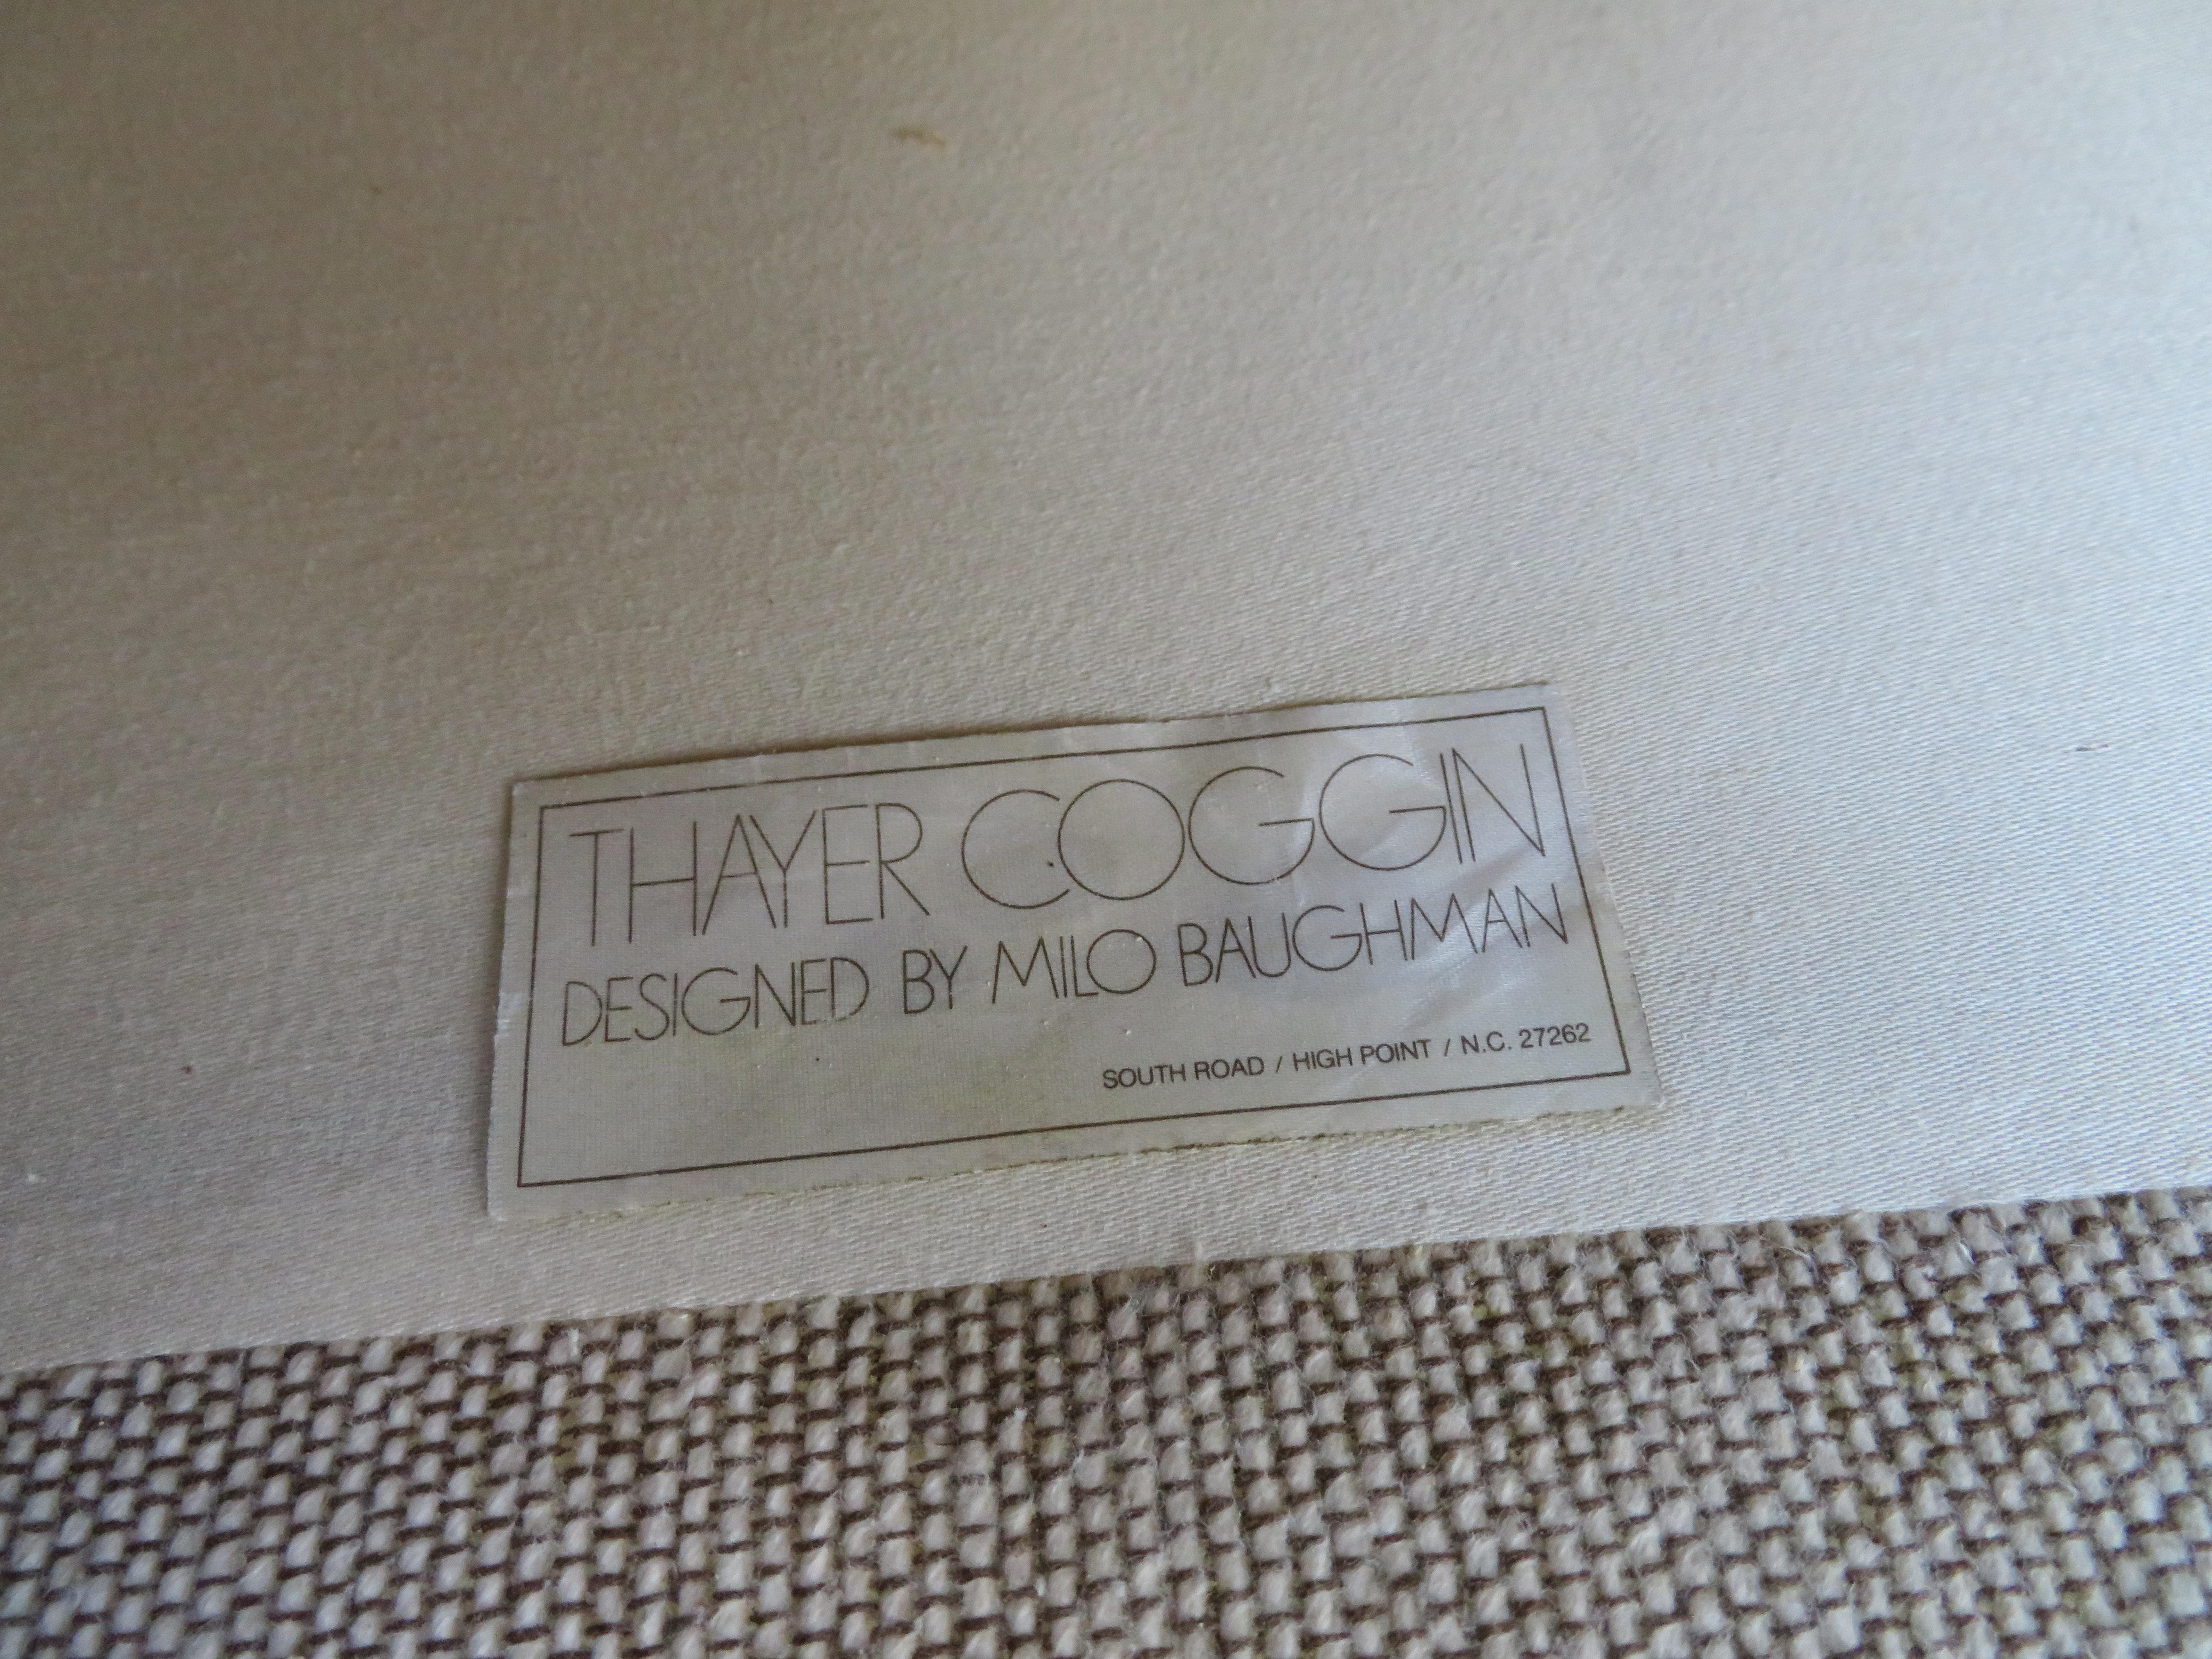 THAYER COGGIN
DESIGNED BY MILO BAUGHMAN
SOUTH ROAD / HIGH POINT / N.C. 27262